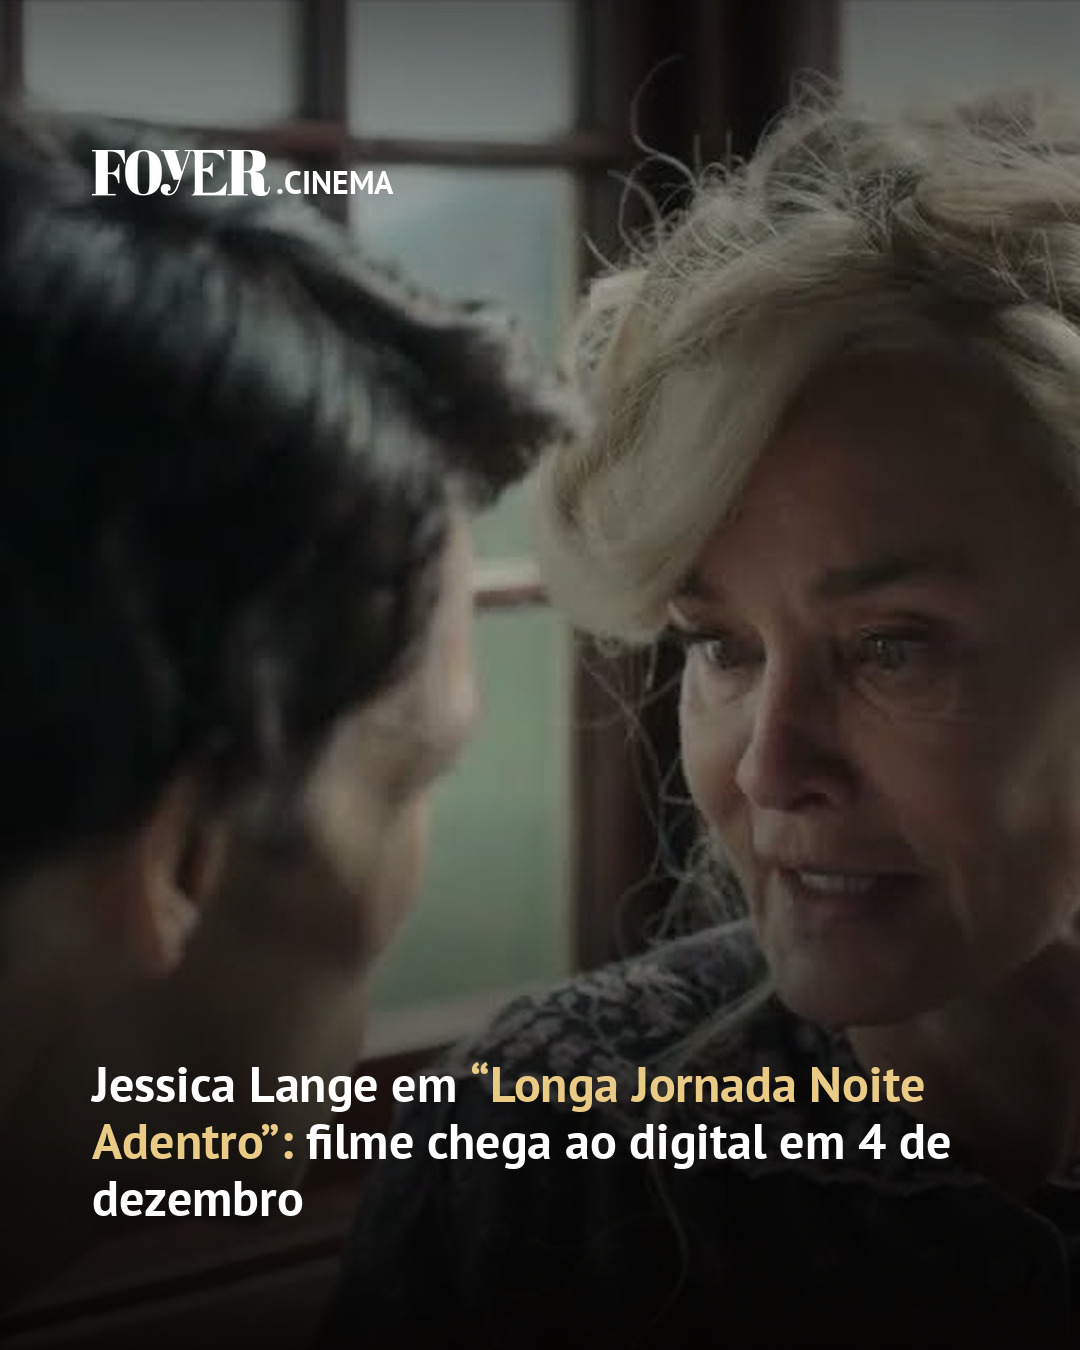 FOYER.CINEMA
Jessica Lange em “Longa Jornada Noite
Adentro”: filme chega ao digital em 4 de
dezembro